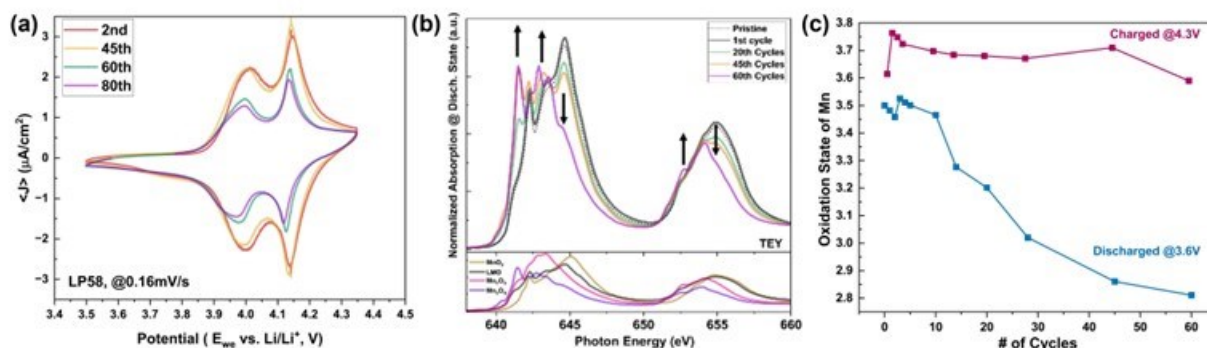 (a)
2nd
45th
60th
80th
3
2
1
0
−1
−2
−3
<J> (µA/cm²)
LP58, @0.16mV/s
3.5 3.6 3.7 3.8 3.9 4.0 4.1 4.2 4.3 4.4 4.5
Potential ( Ewe vs. Li/Li⁺, V)
(b)
Pristine
1st cycle
20th Cycles
45th Cycles
60th Cycles
Normalized Absorption @ Disch. State (a.u.)
TEY
MnO₂
LMO
Mn₂O₃
Mn₃O₄
640 645 650 655 660
Photon Energy (eV)
(c)
Charged @4.3V
3.8
3.7
3.6
3.5
3.4
3.3
3.2
3.1
3.0
2.9
2.8
Oxidation State of Mn
Discharged @3.6V
0 10 20 30 40 50 60
# of Cycles